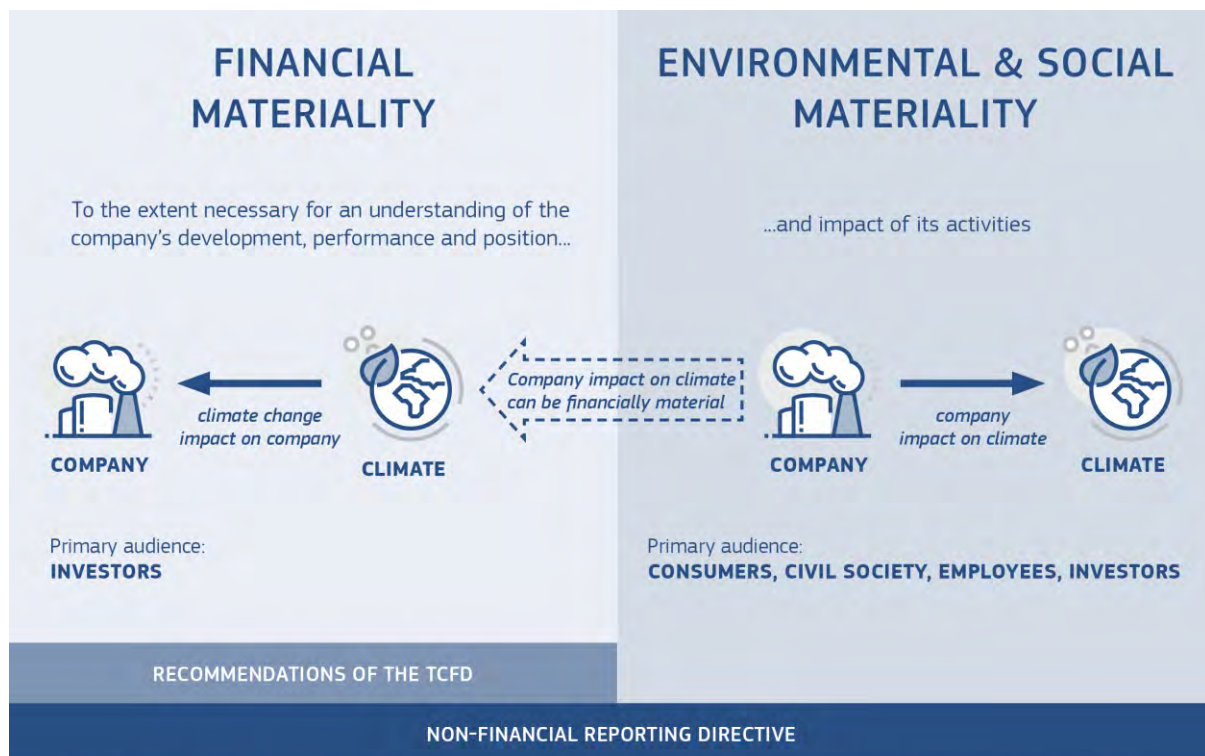 FINANCIAL
MATERIALITY
To the extent necessary for an understanding of the
company's development, performance and position...
climate change
impact on company
COMPANY
CLIMATE
Primary audience:
INVESTORS
RECOMMENDATIONS OF THE TCFD
Company impact on climate
can be financially material
ENVIRONMENTAL & SOCIAL
MATERIALITY
...and impact of its activities
company
impact on climate
COMPANY
CLIMATE
Primary audience:
CONSUMERS, CIVIL SOCIETY, EMPLOYEES, INVESTORS
NON-FINANCIAL REPORTING DIRECTIVE